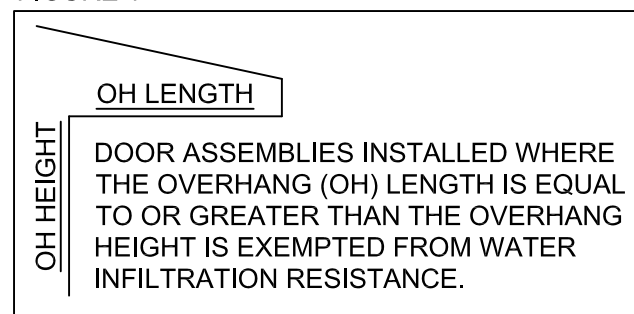 OH LENGTH
OH HEIGHT
DOOR ASSEMBLIES INSTALLED WHERE
THE OVERHANG (OH) LENGTH IS EQUAL
TO OR GREATER THAN THE OVERHANG
HEIGHT IS EXEMPTED FROM WATER
INFILTRATION RESISTANCE.